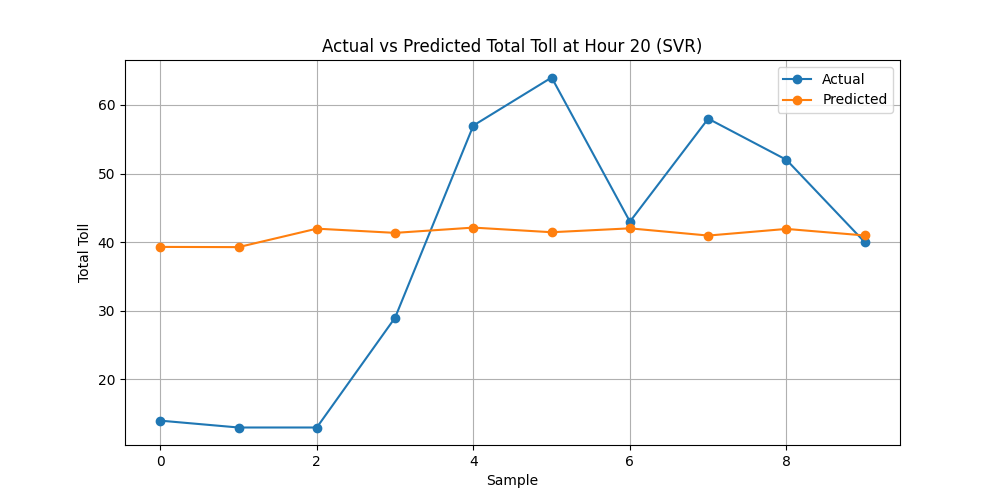 Actual vs Predicted Total Toll at Hour 20 (SVR)
Actual
Predicted
60
50
40
30
20
Total Toll
0 2 4 6 8
Sample